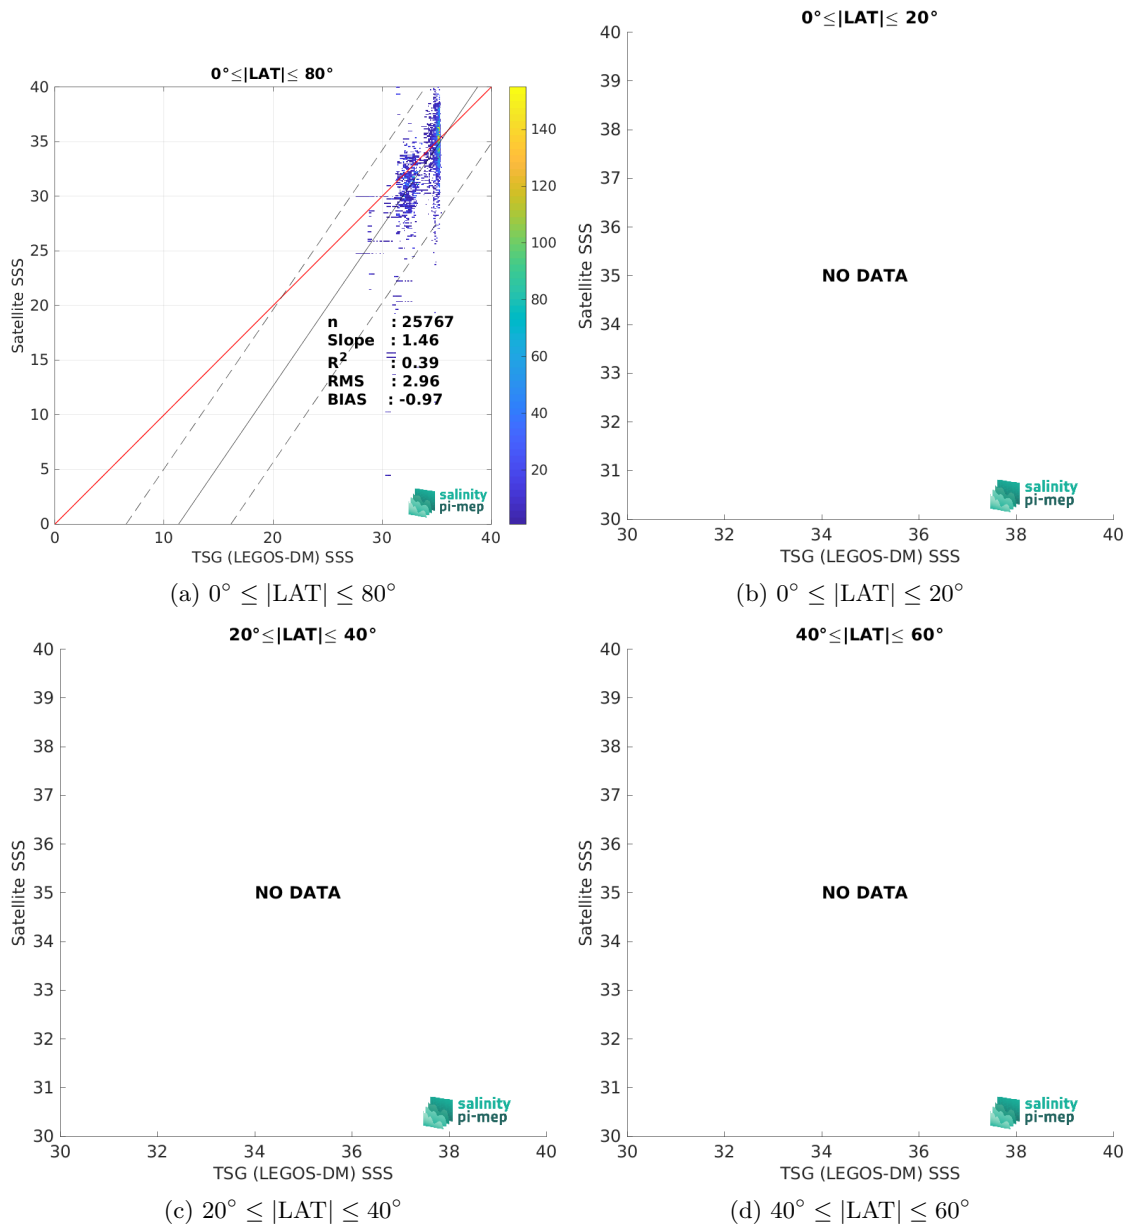 0°≤|LAT|≤ 80°
40
35
30
25
20
15
10
5
0
0
10
20
30
40
Satellite SSS
TSG (LEGOS-DM) SSS
140
120
100
80
60
40
20
n : 25767
Slope : 1.46
R2 : 0.39
RMS : 2.96
BIAS : -0.97
salinity
pi-mep
(a) 0° ≤ |LAT| ≤ 80°
0°≤|LAT|≤ 20°
40
39
38
37
36
35
34
33
32
31
30
30
32
34
36
38
40
Satellite SSS
NO DATA
TSG (LEGOS-DM) SSS
salinity
pi-mep
(b) 0° ≤ |LAT| ≤ 20°
20°≤|LAT|≤ 40°
40
39
38
37
36
35
34
33
32
31
30
30
32
34
36
38
40
Satellite SSS
NO DATA
TSG (LEGOS-DM) SSS
salinity
pi-mep
(c) 20° ≤ |LAT| ≤ 40°
40°≤|LAT|≤ 60°
40
39
38
37
36
35
34
33
32
31
30
30
32
34
36
38
40
Satellite SSS
NO DATA
TSG (LEGOS-DM) SSS
salinity
pi-mep
(d) 40° ≤ |LAT| ≤ 60°